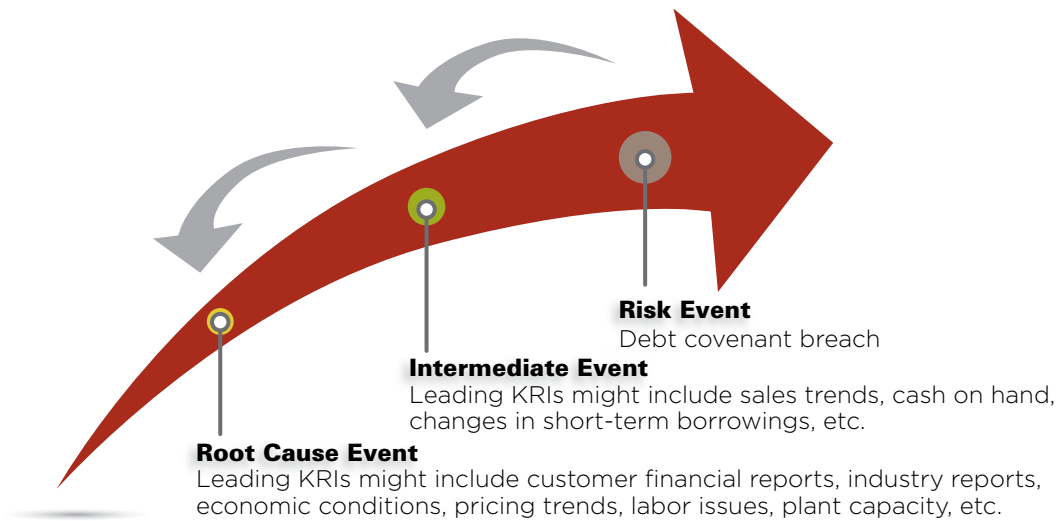 Risk Event
Debt covenant breach
Intermediate Event
Leading KRIs might include sales trends, cash on hand,
changes in short-term borrowings, etc.
Root Cause Event
Leading KRIs might include customer financial reports, industry reports,
economic conditions, pricing trends, labor issues, plant capacity, etc.